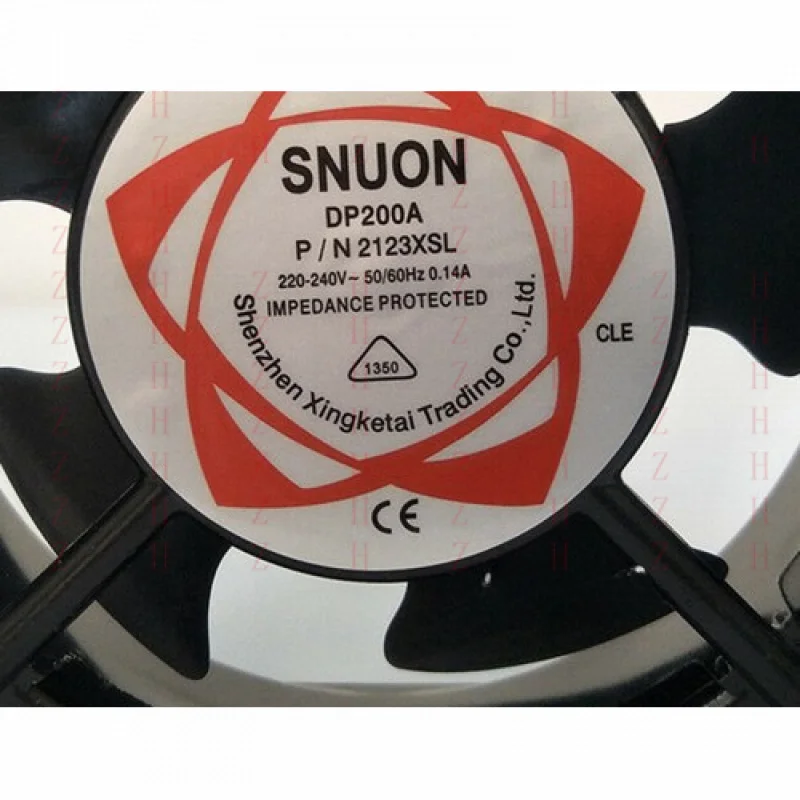 SNUON
DP200A
P / N 2123XSL
220-240V~ 50/60Hz 0.14A
IMPEDANCE PROTECTED
1350
Shenzhen Xingketai Trading Co.,Ltd.
CLE
CE